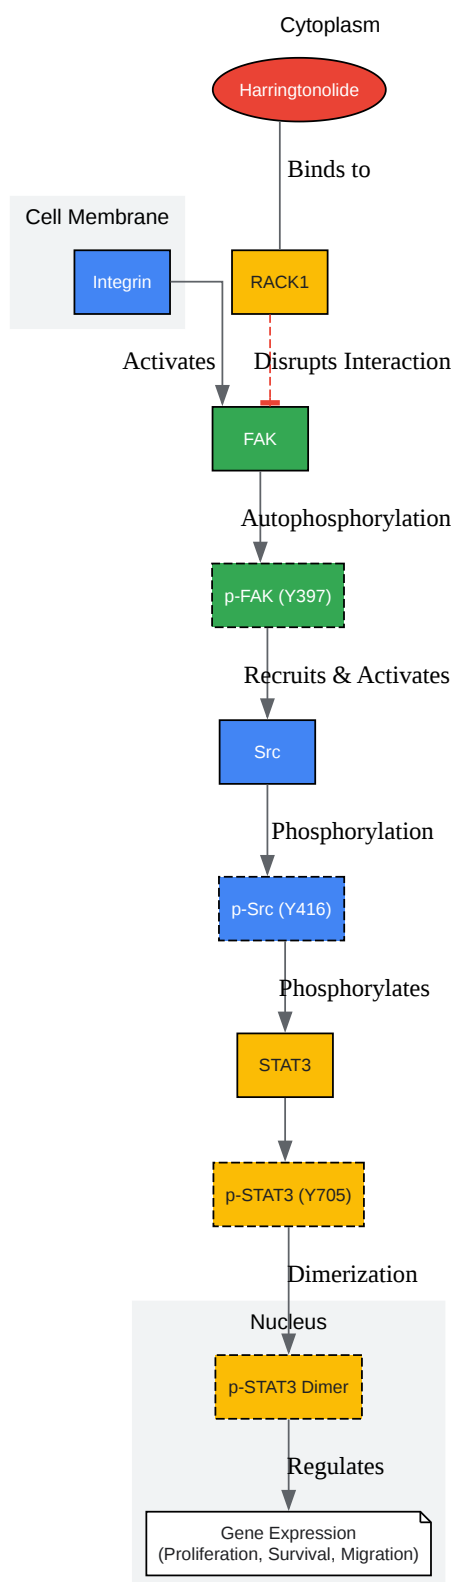 Cytoplasm
Harringtonolide
Binds to
Cell Membrane
Integrin
RACK1
Activates
Disrupts Interaction
FAK
Autophosphorylation
p-FAK (Y397)
Recruits & Activates
Src
Phosphorylation
p-Src (Y416)
Phosphorylates
STAT3
p-STAT3 (Y705)
Dimerization
Nucleus
p-STAT3 Dimer
Regulates
Gene Expression
(Proliferation, Survival, Migration)